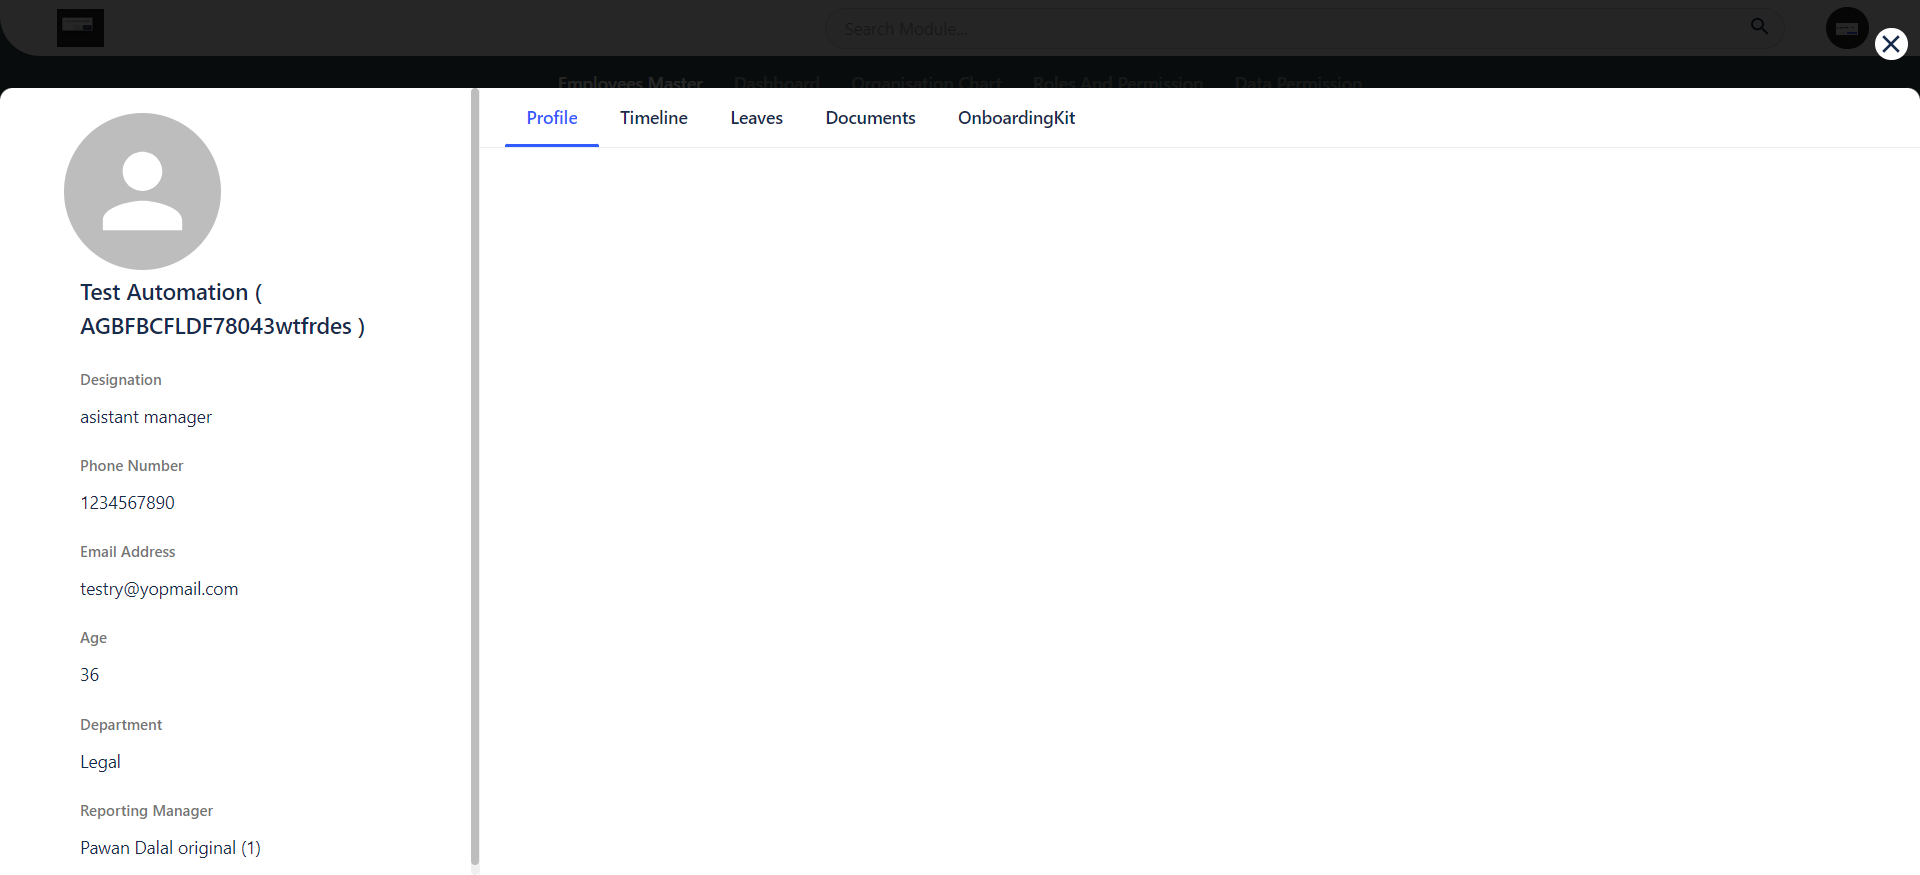 Search Module...
Employees Master Dashboard Organisation Chart Roles And Permission Data Permission
Profile Timeline Leaves Documents OnboardingKit
Test Automation (
AGBFBCFLDF78043wtfrdes )
Designation
asistant manager
Phone Number
1234567890
Email Address
testry@yopmail.com
Age
36
Department
Legal
Reporting Manager
Pawan Dalal original (1)